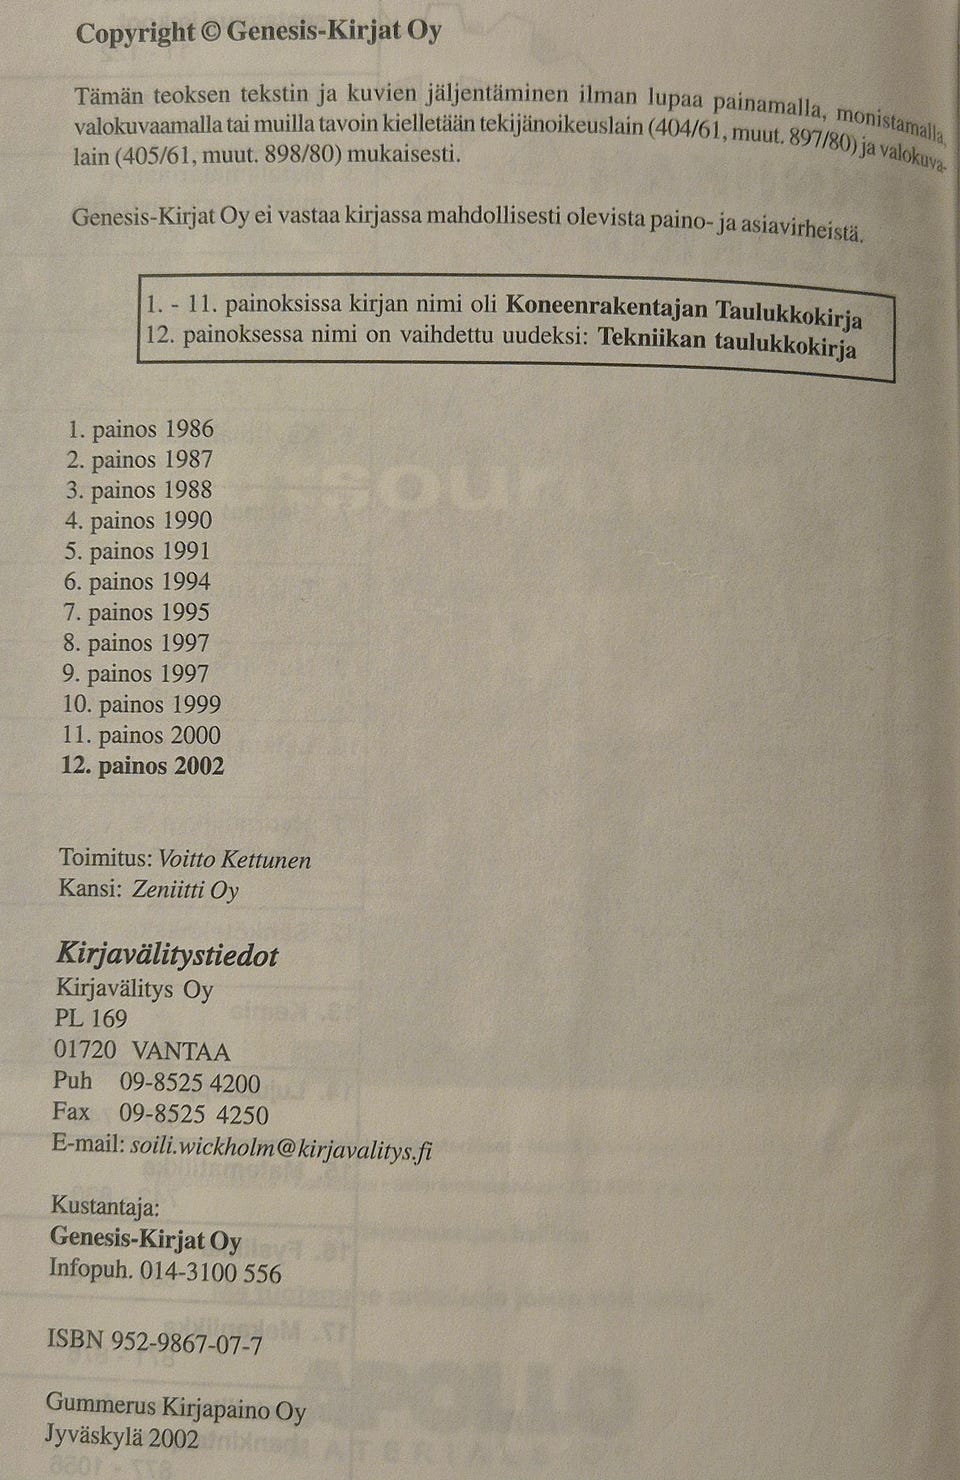 Copyright © Genesis-Kirjat Oy
Tämän teoksen tekstin ja kuvien jäljentäminen ilman lupaa painamalla, monistamalla,
valokuvaamalla tai muilla tavoin kielletään tekijänoikeuslain (404/61, muut. 897/80) ja valokuva-
lain (405/61, muut. 898/80) mukaisesti.
Genesis-Kirjat Oy ei vastaa kirjassa mahdollisesti olevista paino- ja asiavirheistä.
1. - 11. painoksissa kirjan nimi oli Koneenrakentajan Taulukkokirja
12. painoksessa nimi on vaihdettu uudeksi: Tekniikan taulukkokirja
1. painos 1986
2. painos 1987
3. painos 1988
4. painos 1990
5. painos 1991
6. painos 1994
7. painos 1995
8. painos 1997
9. painos 1997
10. painos 1999
11. painos 2000
12. painos 2002
Toimitus: Voitto Kettunen
Kansi: Zeniitti Oy
Kirjavälitystiedot
Kirjavälitys Oy
PL 169
01720 VANTAA
Puh 09-8525 4200
Fax 09-8525 4250
E-mail: soili.wickholm@kirjavalitys.fi
Kustantaja:
Genesis-Kirjat Oy
Infopuh. 014-3100 556
ISBN 952-9867-07-7
Gummerus Kirjapaino Oy
Jyväskylä 2002